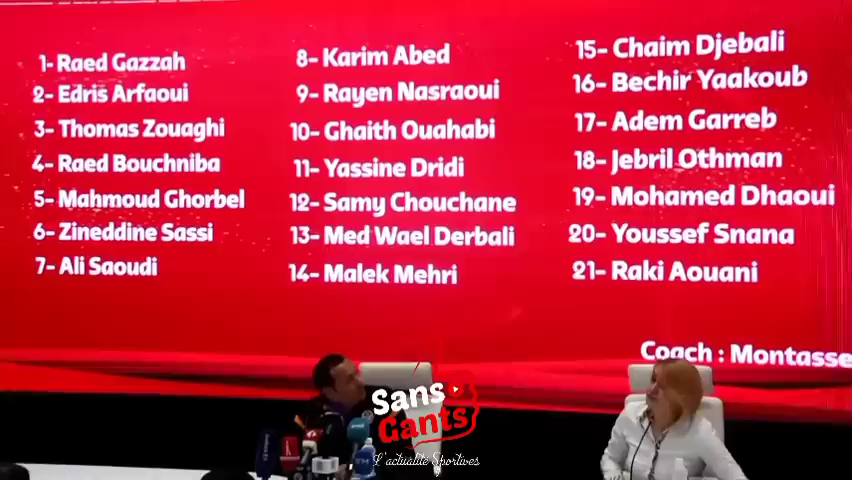 1- Raed Gazzah
2- Edris Arfaoui
3- Thomas Zouaghi
4- Raed Bouchniba
5- Mahmoud Ghorbel
6- Zineddine Sassi
7- Ali Saoudi
8- Karim Abed
9- Rayen Nasraoui
10- Ghaith Ouahabi
11- Yassine Dridi
12- Samy Chouchane
13- Med Wael Derbali
14- Malek Mehri
15- Chaim Djebali
16- Bechir Yaakoub
17- Adem Garreb
18- Jebril Othman
19- Mohamed Dhaoui
20- Youssef Snana
21- Raki Aouani
Coach : Montasse
Sans
Gants
L'actualité Sportives